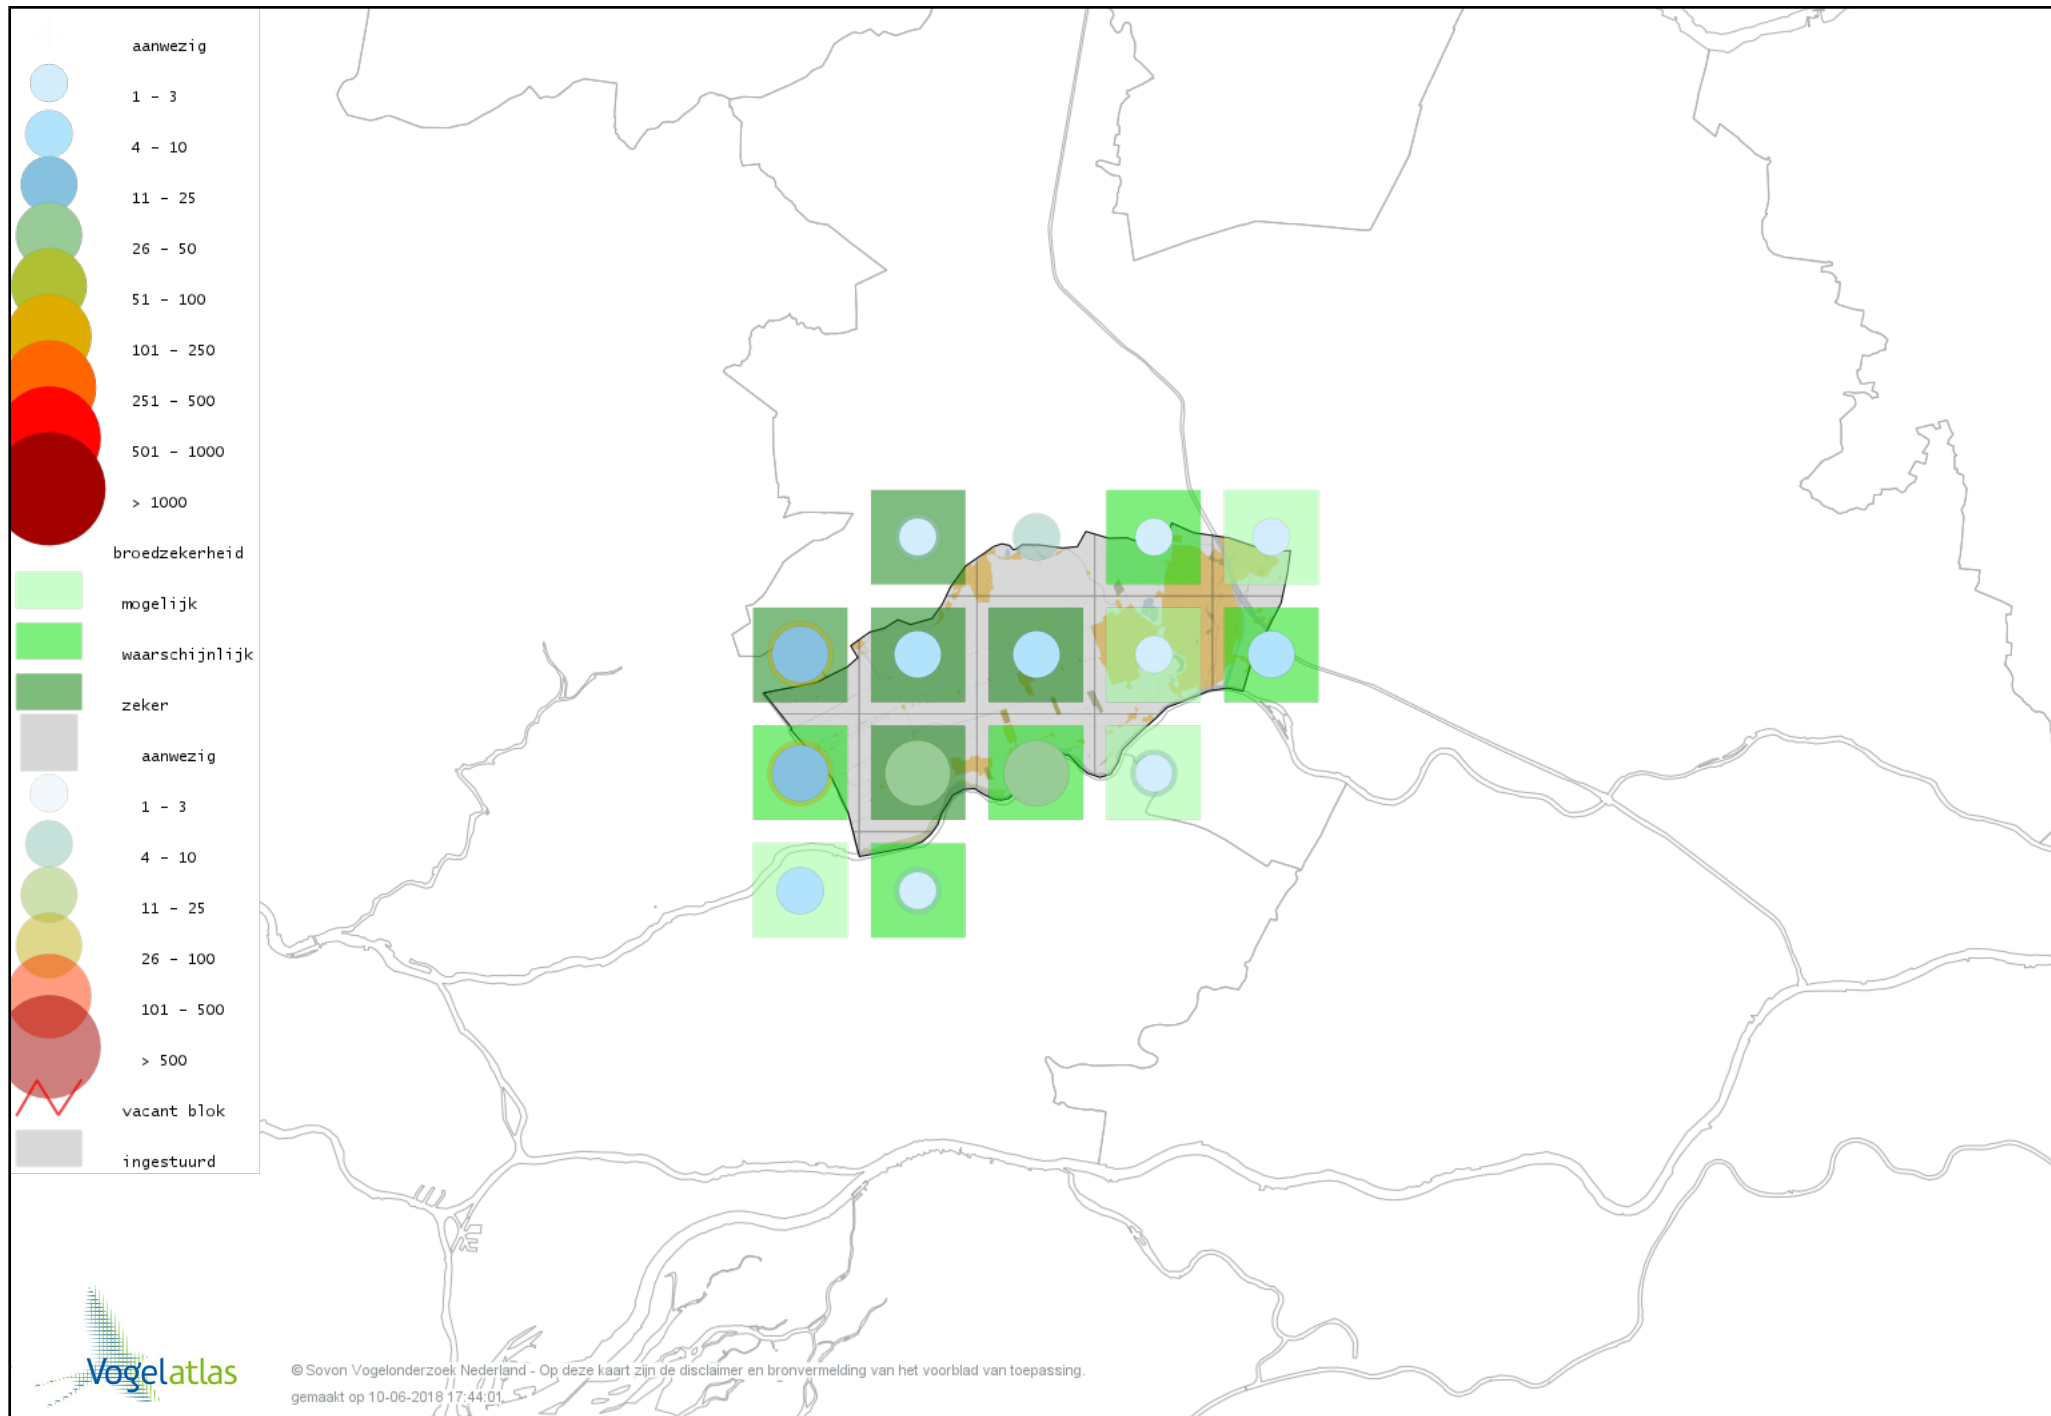 aanwezig
1 – 3
4 – 10
11 – 25
26 – 50
51 – 100
101 – 250
251 – 500
501 – 1000
> 1000
broedzekerheid
mogelijk
waarschijnlijk
zeker
aanwezig
1 – 3
4 – 10
11 – 25
26 – 100
101 – 500
> 500
vacant blok
ingestuurd
Vogelatlas
© Sovon Vogelonderzoek Nederland - Op deze kaart zijn de disclaimer en bronvermelding van het voorblad van toepassing.
gemaakt op 10-06-2018 17:44:01